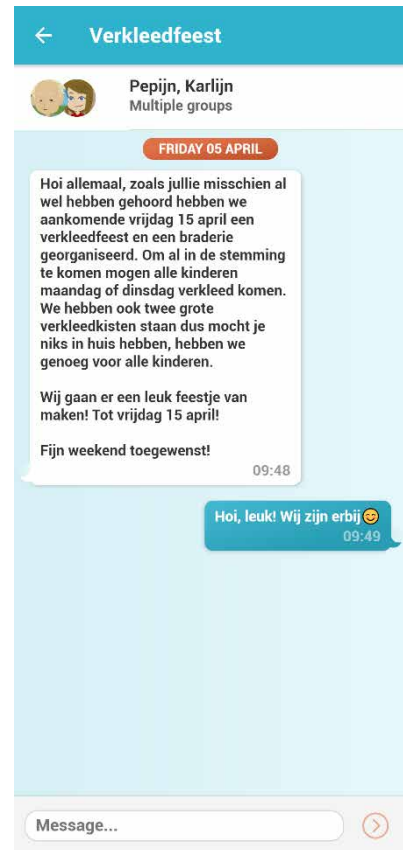 Verkleedfeest
Pepijn, Karlijn
Multiple groups
FRIDAY 05 APRIL
Hoi allemaal, zoals jullie misschien al
wel hebben gehoord hebben we
aankomende vrijdag 15 april een
verkleedfeest en een braderie
georganiseerd. Om al in de stemming
te komen mogen alle kinderen
maandag of dinsdag verkleed komen.
We hebben ook twee grote
verkleedkisten staan dus mocht je
niks in huis hebben, hebben we
genoeg voor alle kinderen.
Wij gaan er een leuk feestje van
maken! Tot vrijdag 15 april!
Fijn weekend toegewenst!
09:48
Hoi, leuk! Wij zijn erbij😊
09:49
Message...